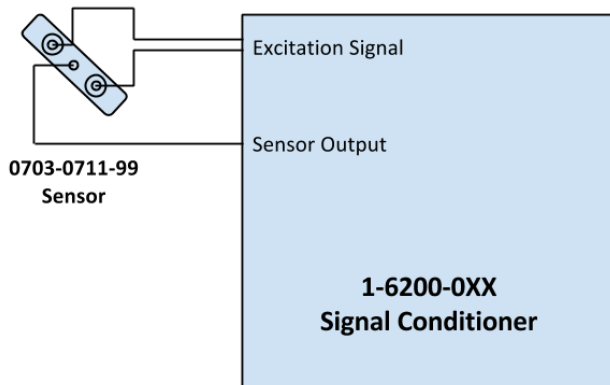 Excitation Signal
Sensor Output
0703-0711-99
Sensor
1-6200-0XX
Signal Conditioner